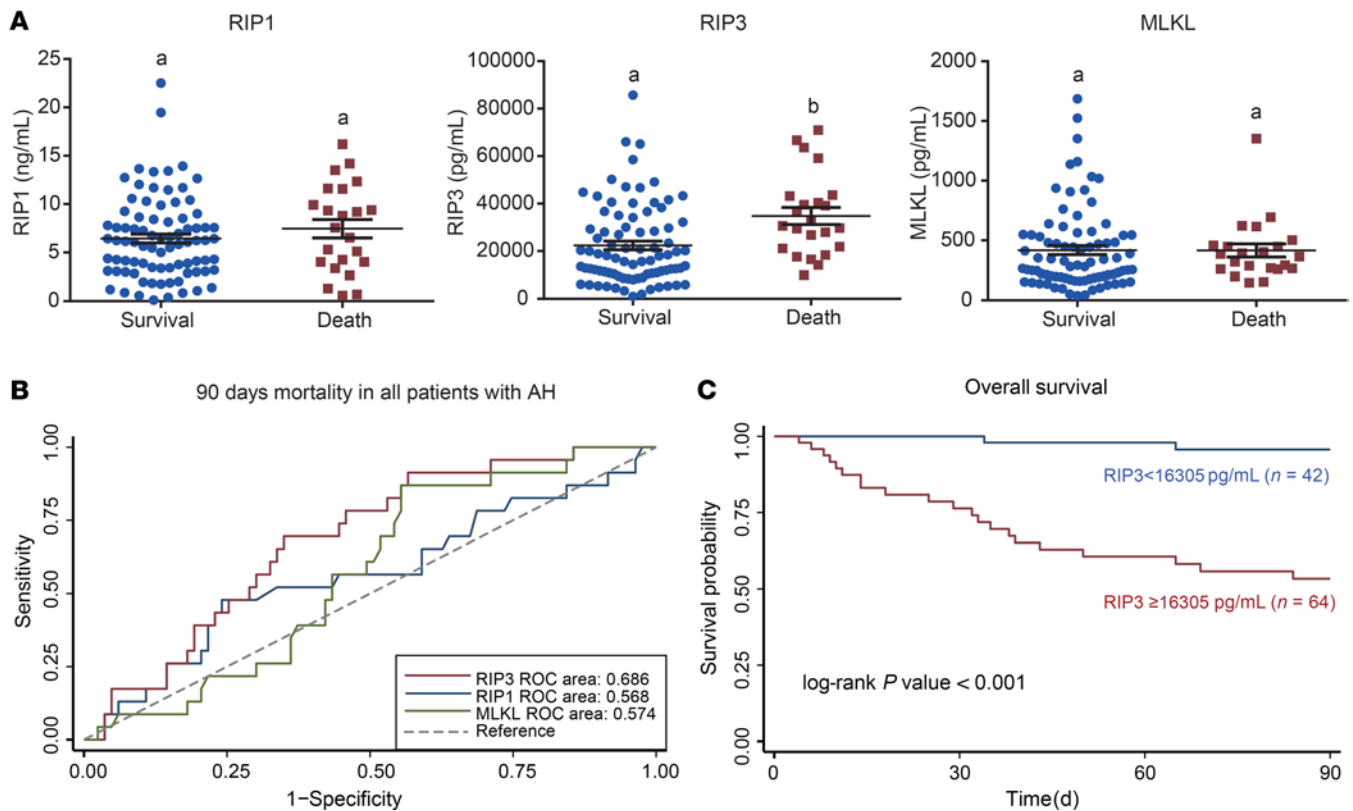 A
RIP1
RIP3
MLKL
RIP1 (ng/mL)
25
20
15
10
5
0
a
a
Survival
Death
RIP3 (pg/mL)
100000
80000
60000
40000
20000
0
a
b
Survival
Death
MLKL (pg/mL)
2000
1500
1000
500
0
a
a
Survival
Death
B
90 days mortality in all patients with AH
Sensitivity
1.00
0.75
0.50
0.25
0.00
RIP3 ROC area: 0.686
RIP1 ROC area: 0.568
MLKL ROC area: 0.574
Reference
0.00
0.25
0.50
0.75
1.00
1−Specificity
C
Overall survival
Survival probability
1.00
0.75
0.50
0.25
0.00
RIP3<16305 pg/mL (n = 42)
RIP3 ≥16305 pg/mL (n = 64)
log-rank P value < 0.001
0
30
60
90
Time(d)